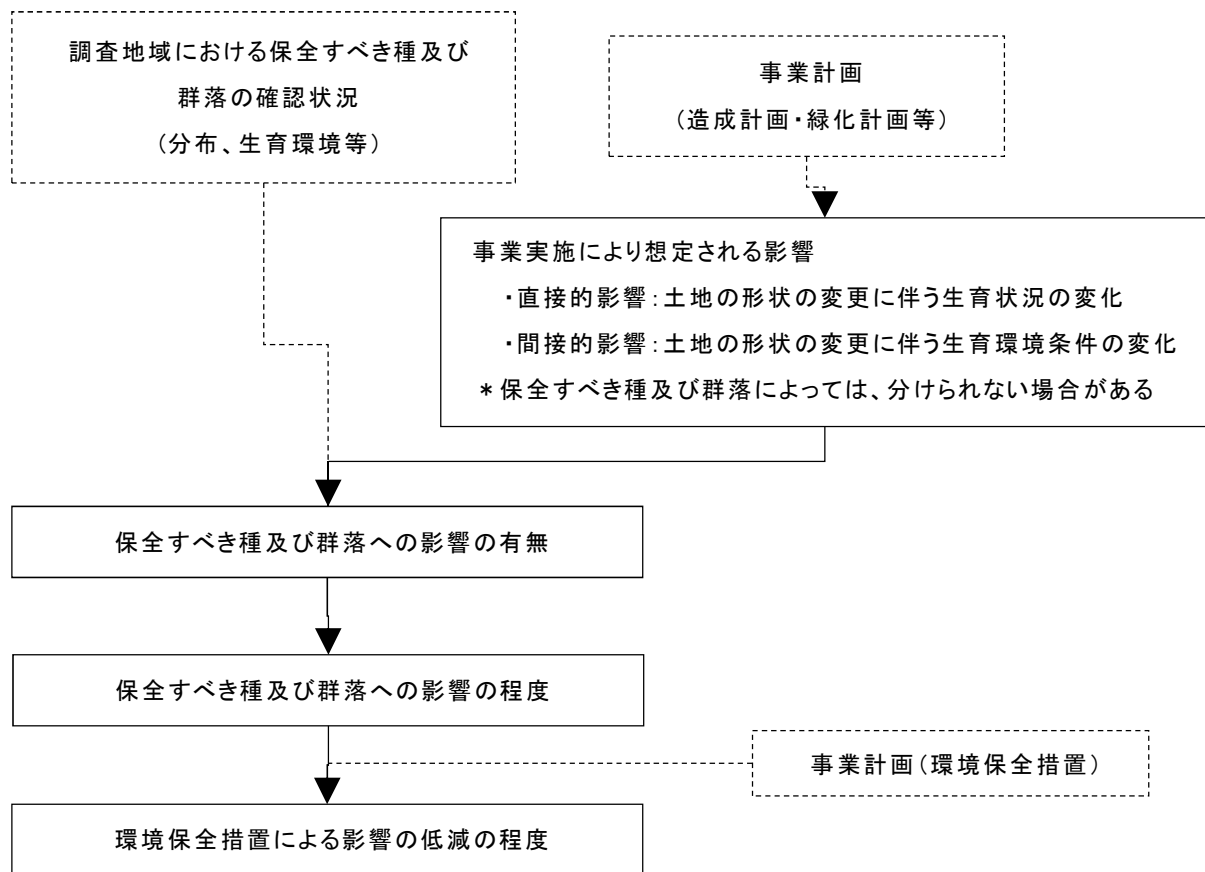 調査地域における保全すべき種及び
群落の確認状況
(分布、生育環境等)
事業計画
(造成計画・緑化計画等)
事業実施により想定される影響
・直接的影響:土地の形状の変更に伴う生育状況の変化
・間接的影響:土地の形状の変更に伴う生育環境条件の変化
*保全すべき種及び群落によっては、分けられない場合がある
保全すべき種及び群落への影響の有無
保全すべき種及び群落への影響の程度
事業計画(環境保全措置)
環境保全措置による影響の低減の程度